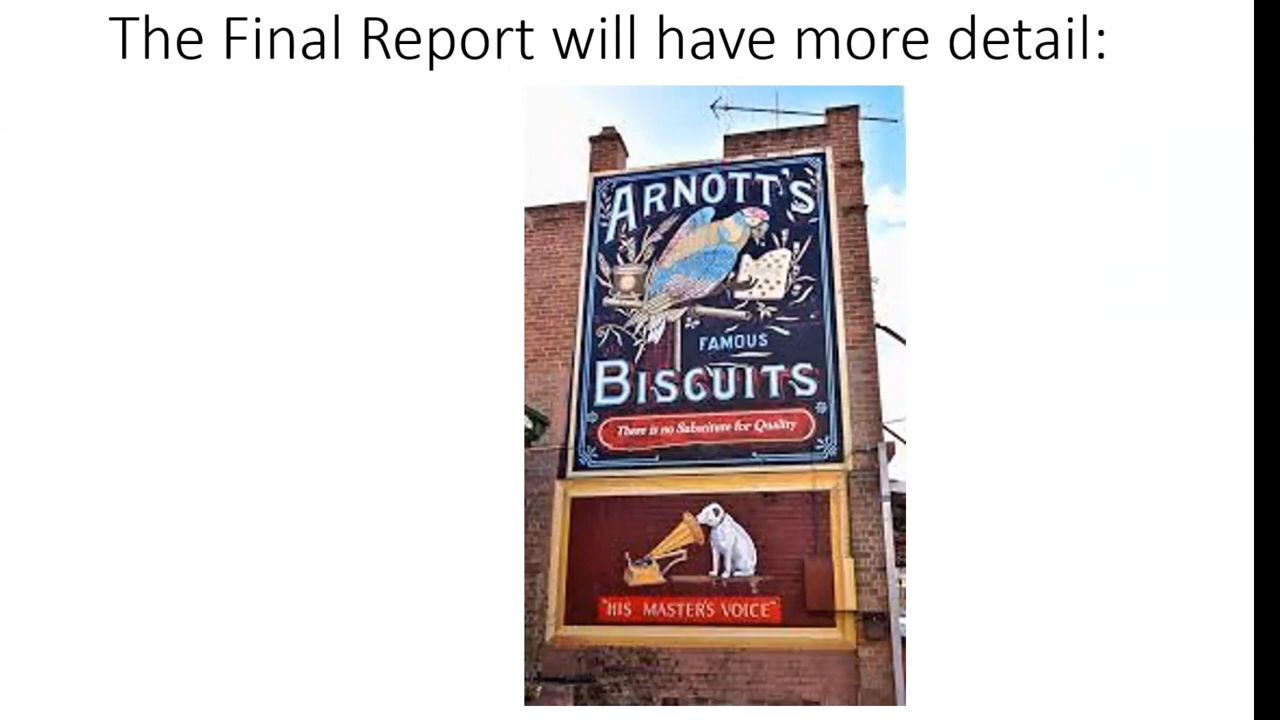 The Final Report will have more detail:
ARNOTT'S
FAMOUS
BISCUITS
There is no Substitute for Quality
"HIS MASTER'S VOICE"